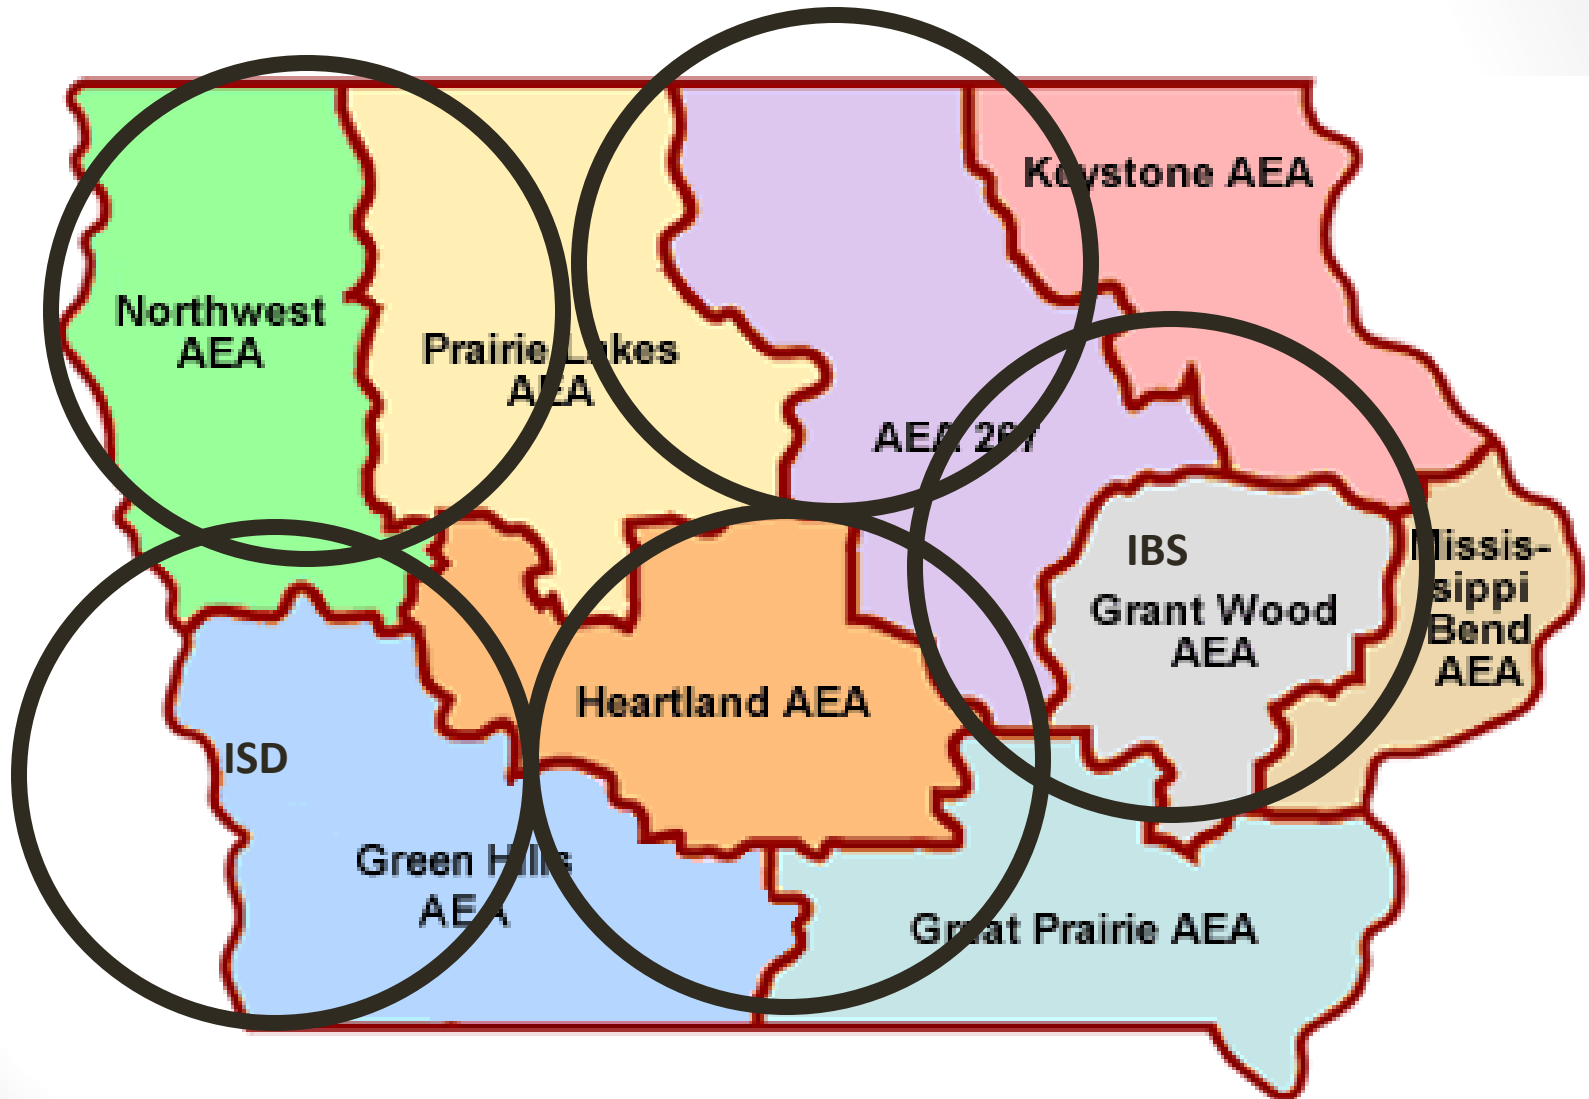 Keystone AEA
Northwest
AEA
Prairie Lakes
AEA
AEA 267
IBS
Grant Wood
AEA
Missis-
sippi
Bend
AEA
Heartland AEA
ISD
Green Hills
AEA
Great Prairie AEA